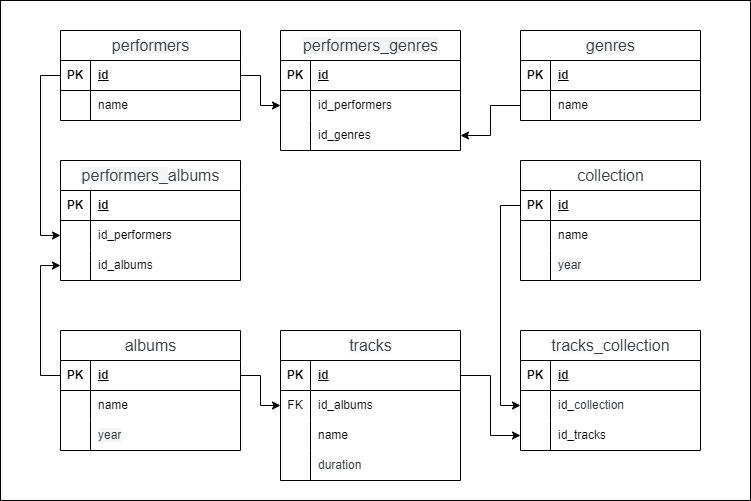 performers
PK id
name
performers_genres
PK id
id_performers
id_genres
genres
PK id
name
performers_albums
PK id
id_performers
id_albums
collection
PK id
name
year
albums
PK id
name
year
tracks
PK id
FK id_albums
name
duration
tracks_collection
PK id
id_collection
id_tracks